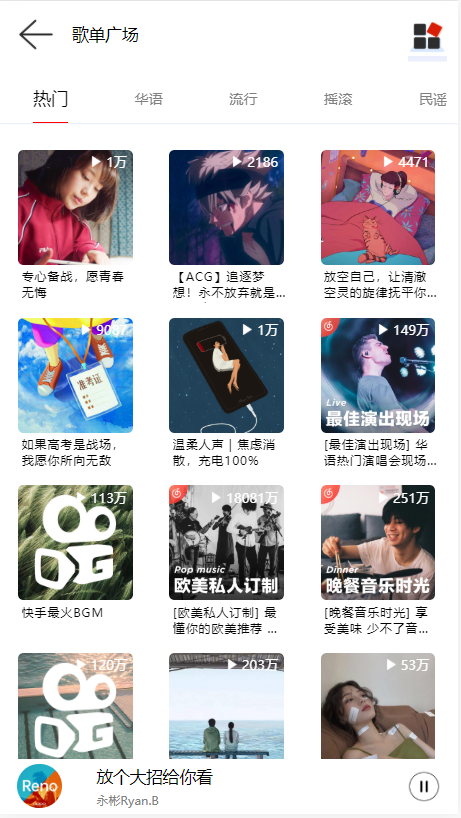 歌单广场
热门 华语 流行 摇滚 民谣
1万 2186 4471
专心备战，愿青春
无悔
【ACG】追逐梦
想！永不放弃就是...
放空自己，让清澈
空灵的旋律抚平你...
9087 1万 149万
准考证
Live
最佳演出现场
如果高考是战场，
我愿你所向无敌
温柔人声｜焦虑消
散，充电100%
[最佳演出现场] 华
语热门演唱会现场...
113万 18081万 251万
Pop music
欧美私人订制
Dinner
晚餐音乐时光
快手最火BGM
[欧美私人订制] 最
懂你的欧美推荐 ...
[晚餐音乐时光] 享
受美味 少不了音...
120万 203万 53万
Reno
放个大招给你看
永彬Ryan.B